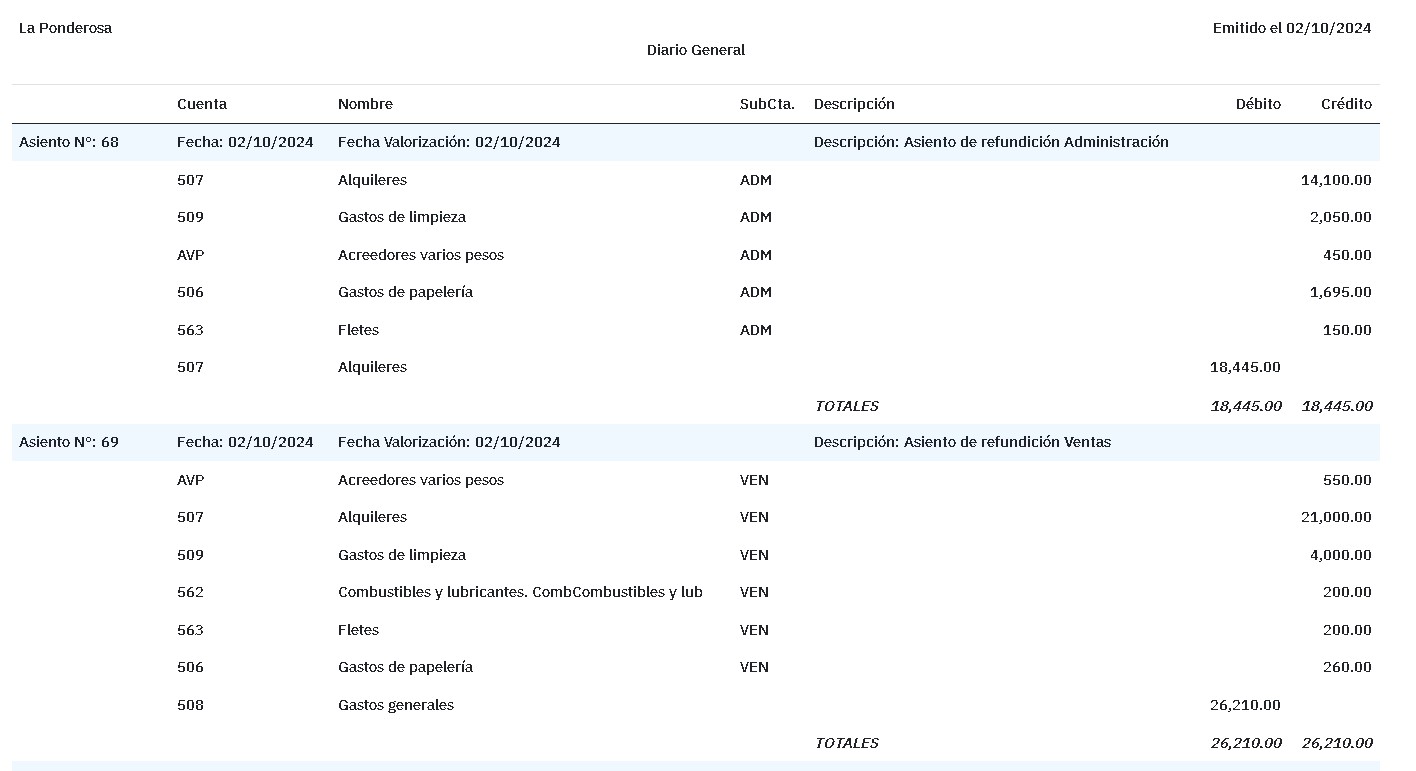 La Ponderosa Emitido el 02/10/2024
Diario General
Cuenta Nombre SubCta. Descripción Débito Crédito
Asiento N°: 68 Fecha: 02/10/2024 Fecha Valorización: 02/10/2024 Descripción: Asiento de refundición Administración
507 Alquileres ADM 14,100.00
509 Gastos de limpieza ADM 2,050.00
AVP Acreedores varios pesos ADM 450.00
506 Gastos de papelería ADM 1,695.00
563 Fletes ADM 150.00
507 Alquileres 18,445.00
TOTALES 18,445.00 18,445.00
Asiento N°: 69 Fecha: 02/10/2024 Fecha Valorización: 02/10/2024 Descripción: Asiento de refundición Ventas
AVP Acreedores varios pesos VEN 550.00
507 Alquileres VEN 21,000.00
509 Gastos de limpieza VEN 4,000.00
562 Combustibles y lubricantes. CombCombustibles y lub VEN 200.00
563 Fletes VEN 200.00
506 Gastos de papelería VEN 260.00
508 Gastos generales 26,210.00
TOTALES 26,210.00 26,210.00